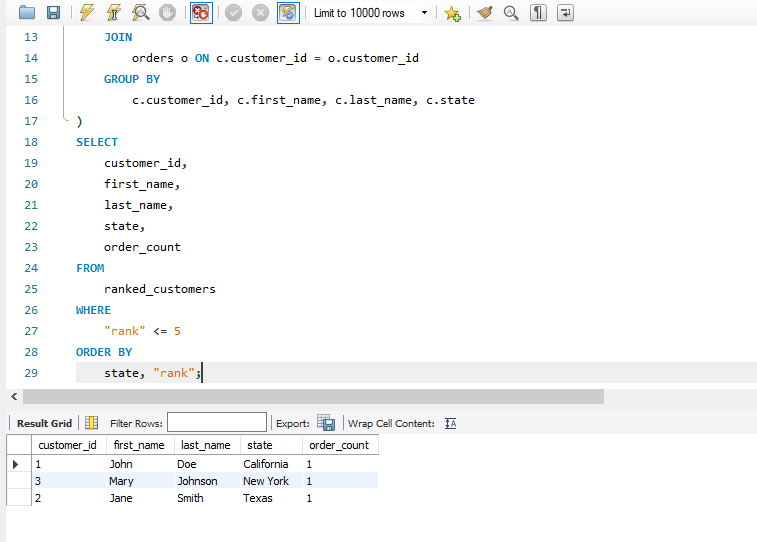 Limit to 10000 rows
13 JOIN
14 orders o ON c.customer_id = o.customer_id
15 GROUP BY
16 c.customer_id, c.first_name, c.last_name, c.state
17 )
18 SELECT
19 customer_id,
20 first_name,
21 last_name,
22 state,
23 order_count
24 FROM
25 ranked_customers
26 WHERE
27 "rank" <= 5
28 ORDER BY
29 state, "rank";
Result Grid Filter Rows: Export: Wrap Cell Content: IA
customer_id first_name last_name state order_count
1 John Doe California 1
3 Mary Johnson New York 1
2 Jane Smith Texas 1